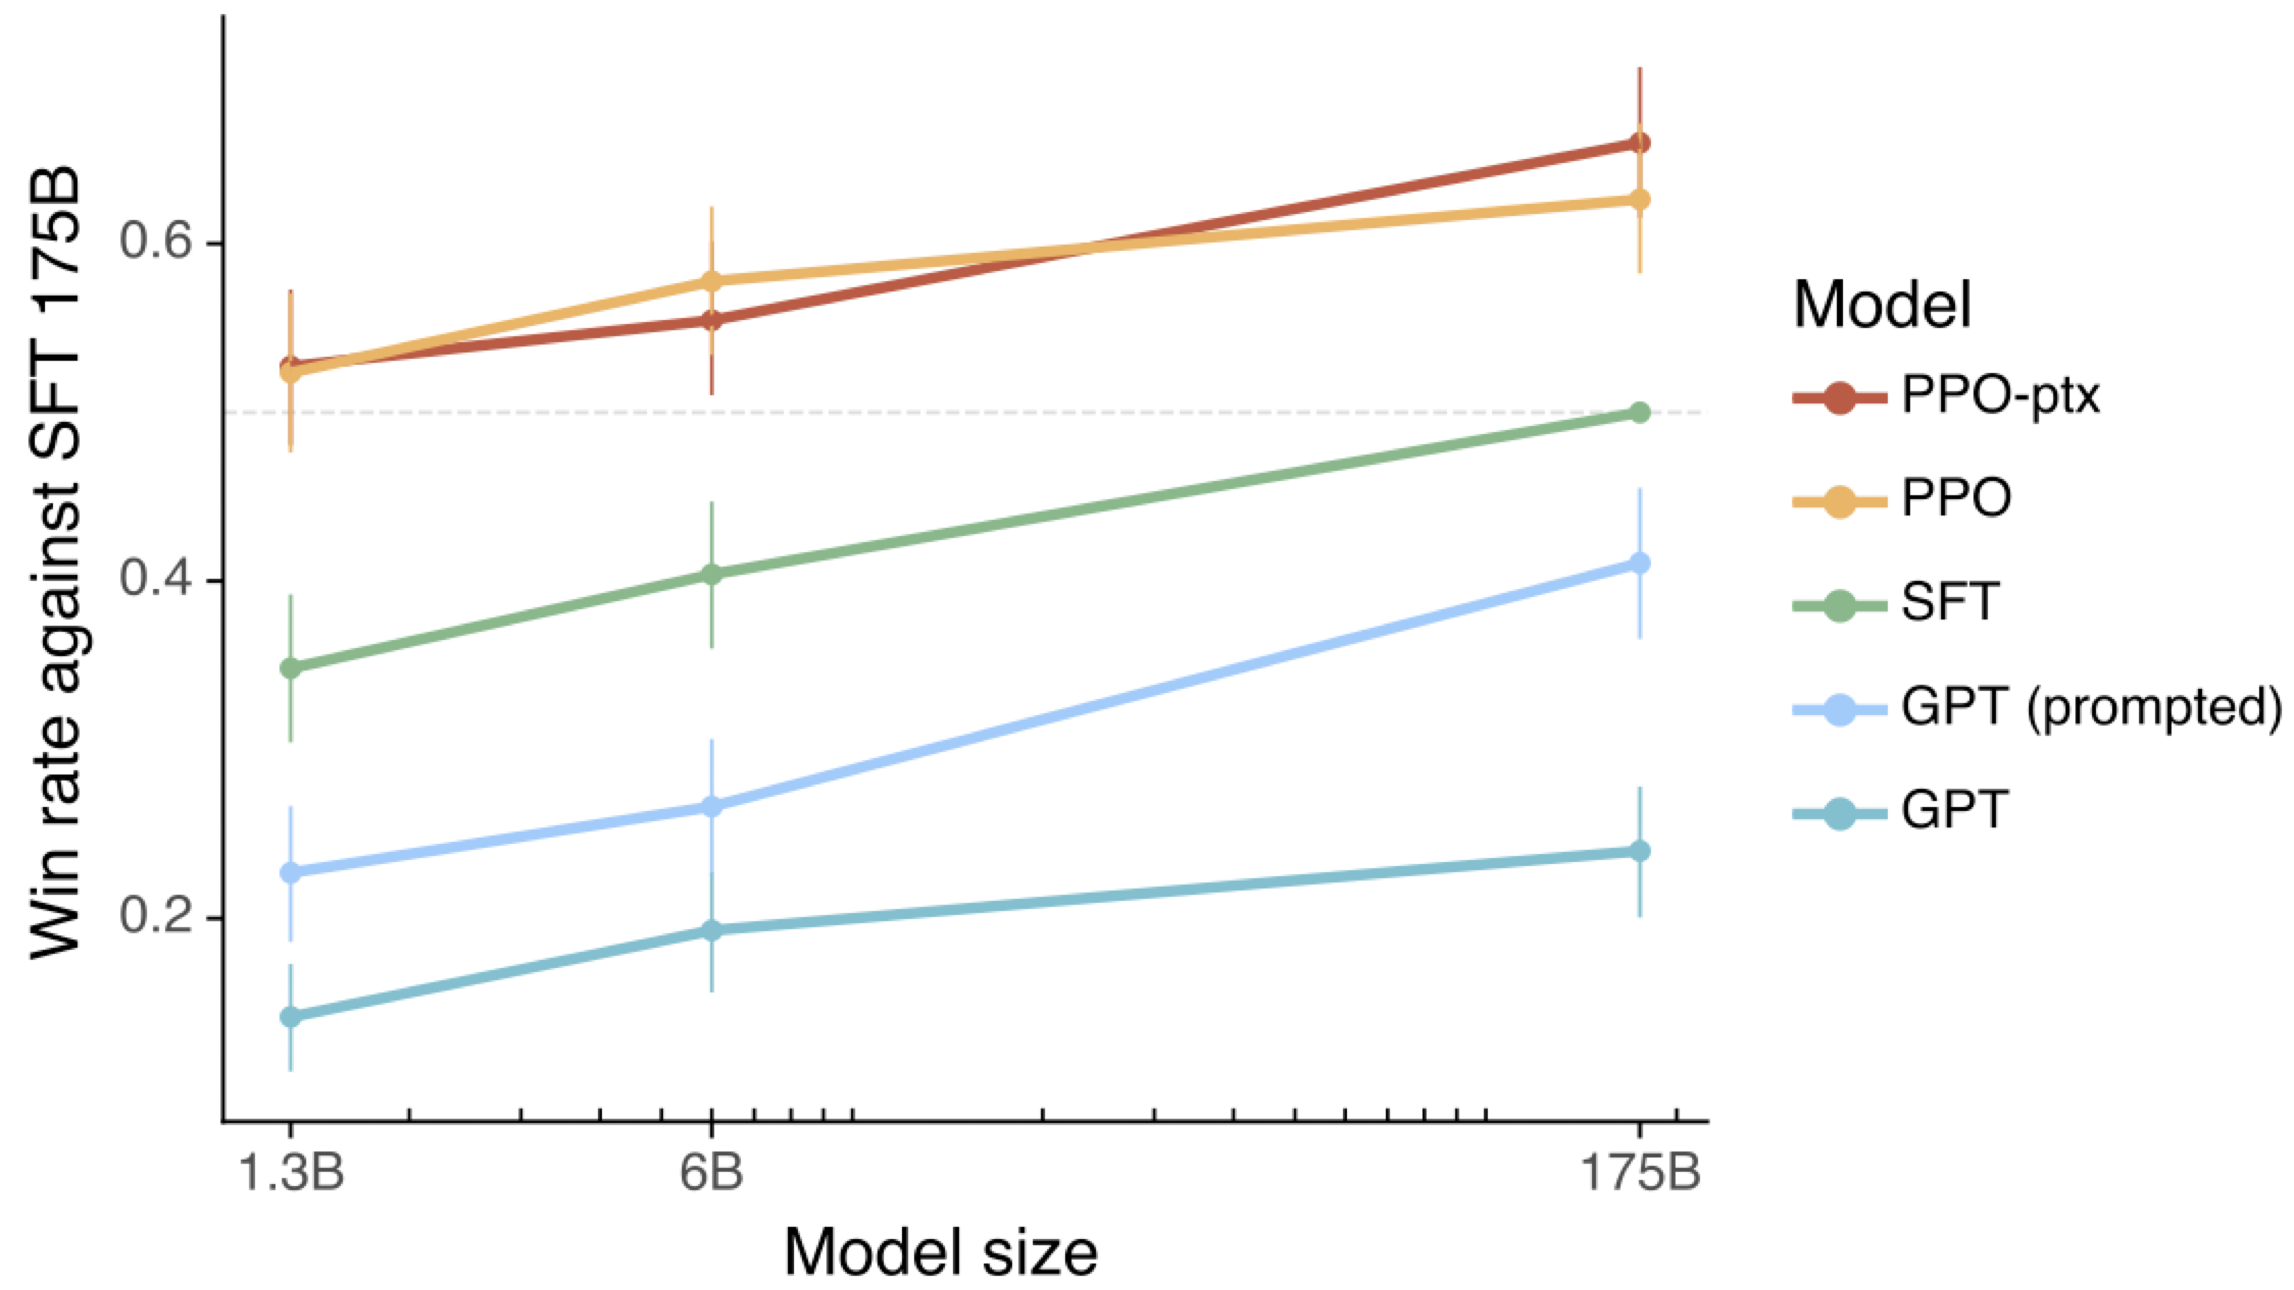 Win rate against SFT 175B
0.6
0.4
0.2
1.3B
6B
175B
Model size
Model
PPO-ptx
PPO
SFT
GPT (prompted)
GPT